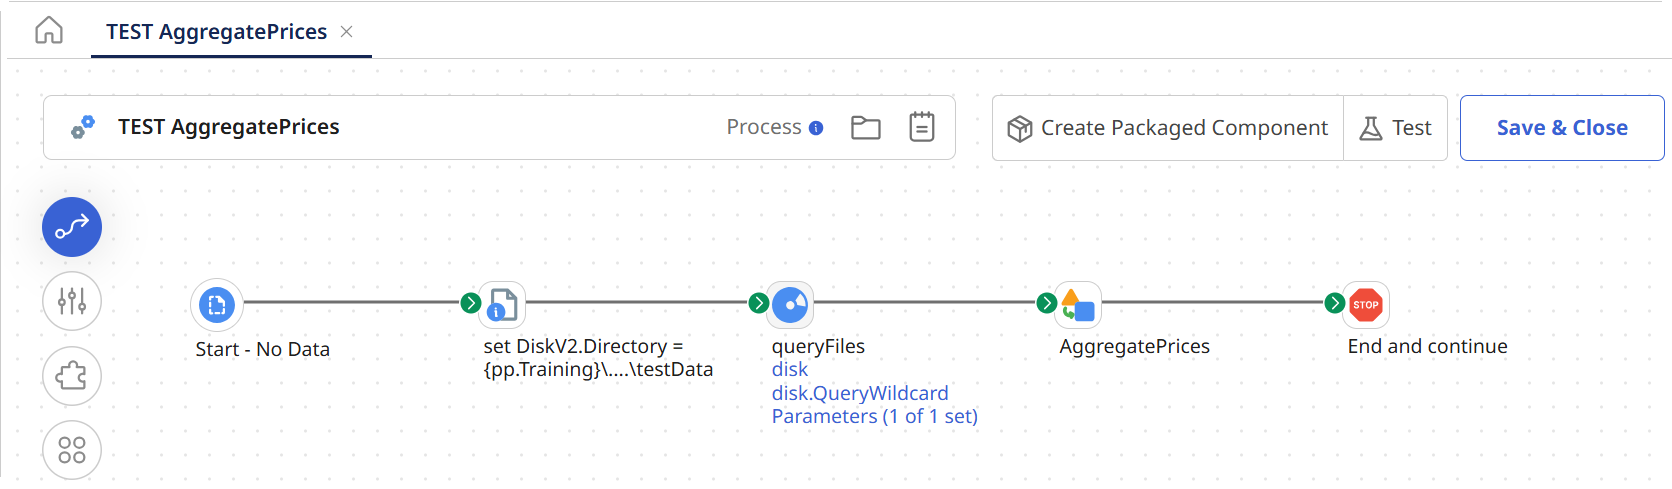 TEST AggregatePrices
TEST AggregatePrices
Process
Create Packaged Component
Test
Save & Close
Start - No Data
set DiskV2.Directory =
{pp.Training}\....\testData
queryFiles
disk
disk.QueryWildcard
Parameters (1 of 1 set)
AggregatePrices
STOP
End and continue